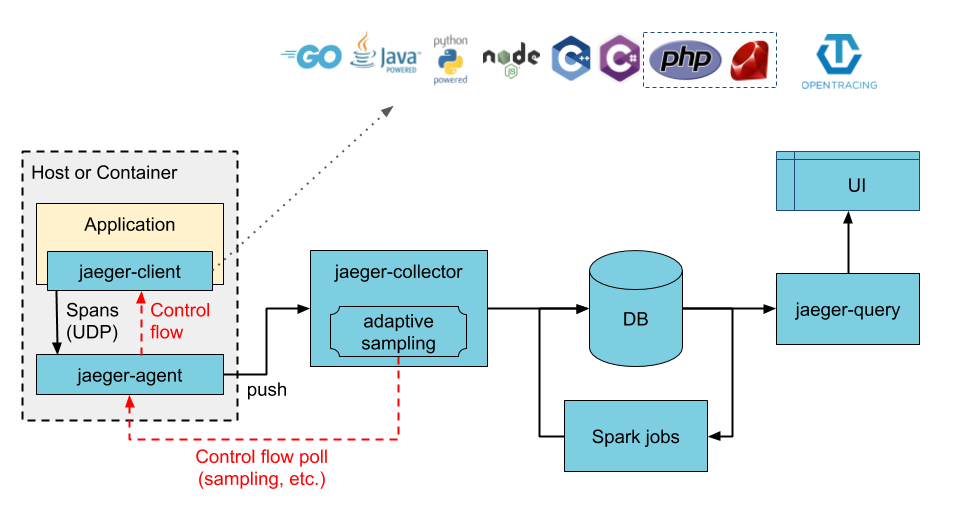 GO
Java
POWERED
python
powered
node
JS
C++
C#
php
OPENTRACING
Host or Container
Application
jaeger-client
Spans
(UDP)
Control
flow
jaeger-agent
push
jaeger-collector
adaptive
sampling
Control flow poll
(sampling, etc.)
DB
Spark jobs
UI
jaeger-query